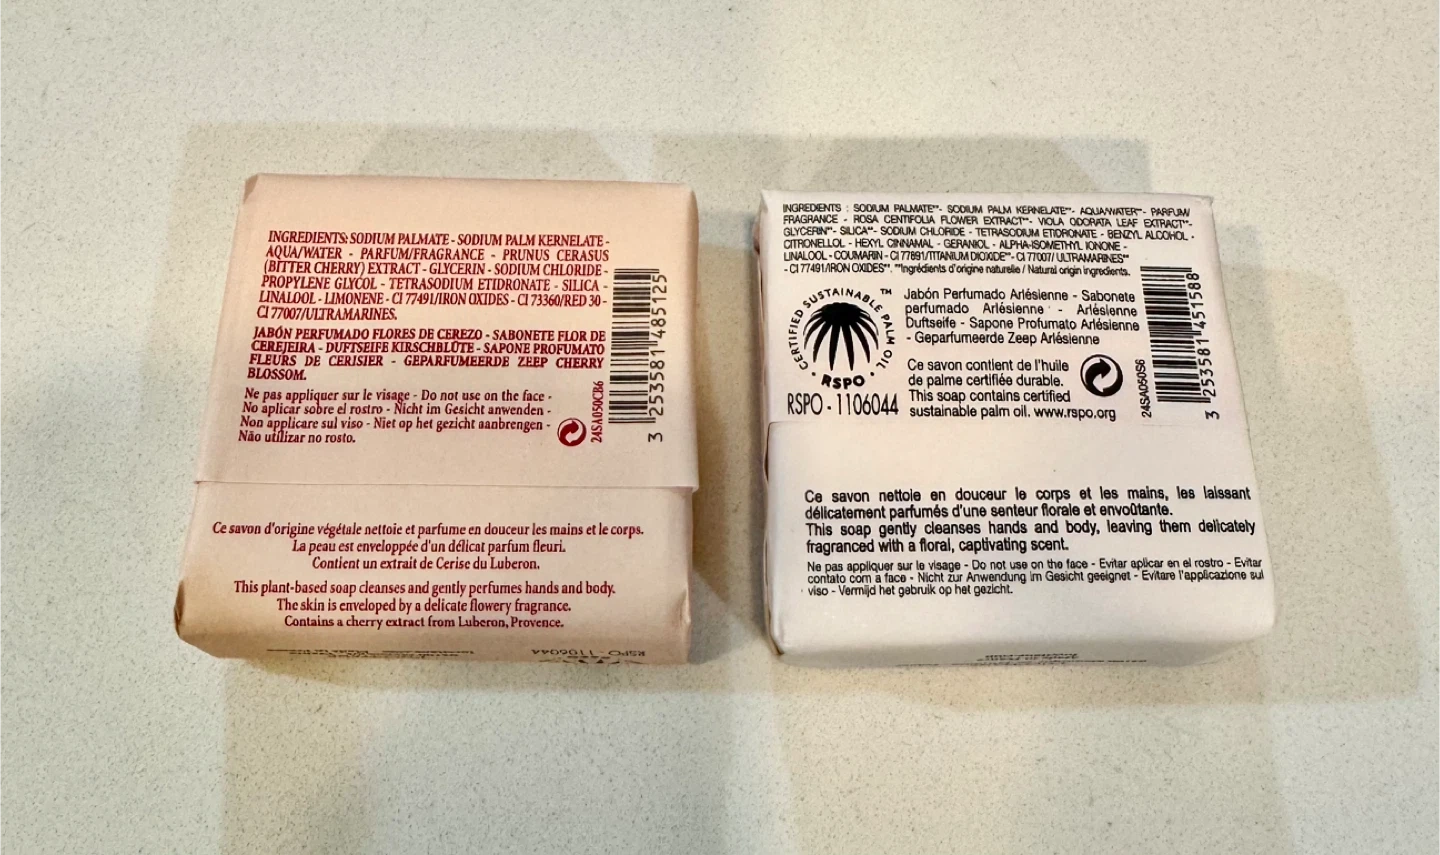 INGREDIENTS: SODIUM PALMATE - SODIUM PALM KERNELATE -
AQUA/WATER - PARFUM/FRAGRANCE - PRUNUS CERASUS
(BITTER CHERRY) EXTRACT - GLYCERIN - SODIUM CHLORIDE -
PROPYLENE GLYCOL - TETRASODIUM ETIDRONATE - SILICA -
LINALOOL - LIMONENE - CI 77491/IRON OXIDES - CI 73360/RED 30 -
CI 77007/ULTRAMARINES.
JABÓN PERFUMADO FLORES DE CEREZO - SABONETE FLOR DE
CEREJEIRA - DUFTSEIFE KIRSCHBLÜTE - SAPONE PROFUMATO
FLEURS DE CERISIER - GEPARFUMEERDE ZEEP CHERRY
BLOSSOM.
Ne pas appliquer sur le visage - Do not use on the face -
No aplicar sobre el rostro - Nicht im Gesicht anwenden -
Non applicare sul viso - Niet op het gezicht aanbrengen -
Não utilizar no rosto.
24SA050CB6
3 253581 485125
Ce savon d'origine végétale nettoie et parfume en douceur les mains et le corps.
La peau est enveloppée d'un délicat parfum fleuri.
Contient un extrait de Cerise du Luberon.
This plant-based soap cleanses and gently perfumes hands and body.
The skin is enveloped by a delicate flowery fragrance.
Contains a cherry extract from Luberon, Provence.
RSPO - 1106044
INGREDIENTS : SODIUM PALMATE**- SODIUM PALM KERNELATE**- AQUA/WATER**- PARFUM/
FRAGRANCE - ROSA CENTIFOLIA FLOWER EXTRACT**- VIOLA ODORATA LEAF EXTRACT**-
GLYCERIN**- SILICA**- SODIUM CHLORIDE - TETRASODIUM ETIDRONATE - BENZYL ALCOHOL -
CITRONELLOL - HEXYL CINNAMAL - GERANIOL - ALPHA-ISOMETHYL IONONE -
LINALOOL - COUMARIN - CI 77891/TITANIUM DIOXIDE**- CI 77007/ ULTRAMARINES**
- CI 77491/IRON OXIDES**. **Ingrédients d'origine naturelle / Natural origin ingredients.
CERTIFIED SUSTAINABLE PALM OIL ™
RSPO
RSPO - 1106044
Jabón Perfumado Arlésienne - Sabonete
perfumado Arlésienne - Arlésienne
Duftseife - Sapone Profumato Arlésienne
- Geparfumeerde Zeep Arlésienne
Ce savon contient de l'huile
de palme certifiée durable.
This soap contains certified
sustainable palm oil. www.rspo.org
24SA050S6
3 253581 451588
Ce savon nettoie en douceur le corps et les mains, les laissant
délicatement parfumés d'une senteur florale et envoûtante.
This soap gently cleanses hands and body, leaving them delicately
fragranced with a floral, captivating scent.
Ne pas appliquer sur le visage - Do not use on the face - Evitar aplicar en el rostro - Evitar
contato com a face - Nicht zur Anwendung im Gesicht geeignet - Evitare l'applicazione sul
viso - Vermijd het gebruik op het gezicht.